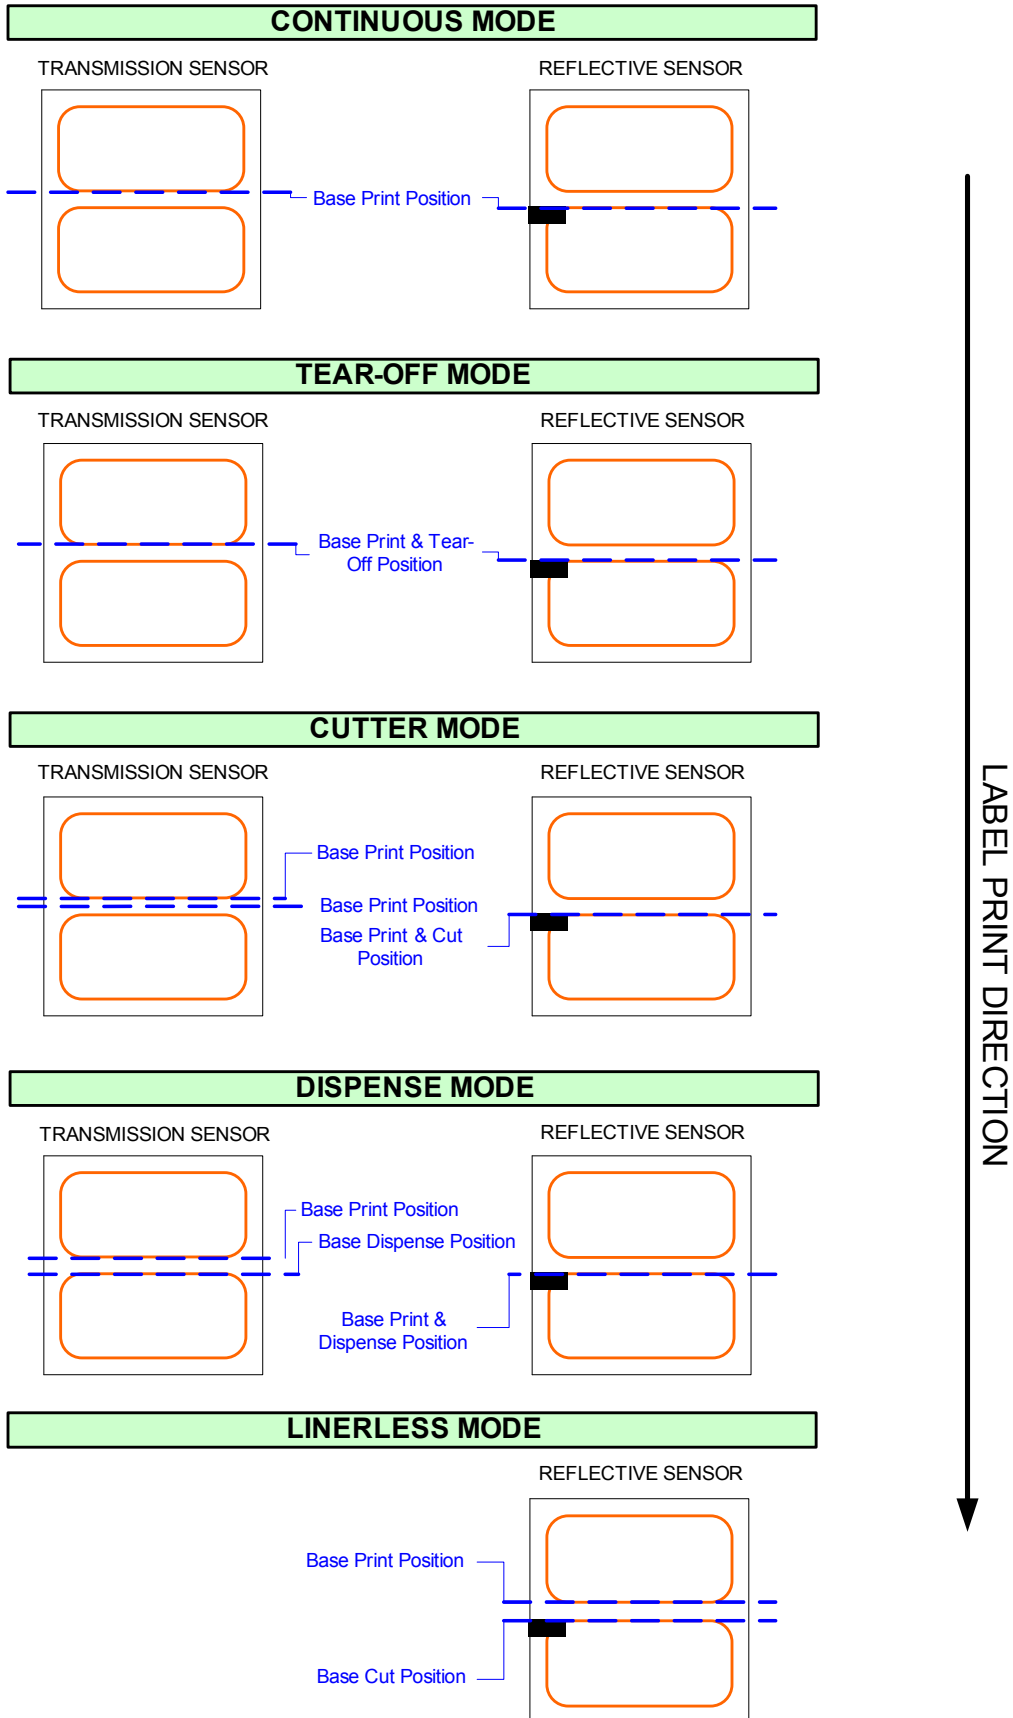 CONTINUOUS MODE
TRANSMISSION SENSOR
REFLECTIVE SENSOR
Base Print Position
TEAR-OFF MODE
TRANSMISSION SENSOR
REFLECTIVE SENSOR
Base Print & Tear-
Off Position
CUTTER MODE
TRANSMISSION SENSOR
REFLECTIVE SENSOR
Base Print Position
Base Print Position
Base Print & Cut
Position
DISPENSE MODE
TRANSMISSION SENSOR
REFLECTIVE SENSOR
Base Print Position
Base Dispense Position
Base Print &
Dispense Position
LINERLESS MODE
REFLECTIVE SENSOR
Base Print Position
Base Cut Position
LABEL PRINT DIRECTION